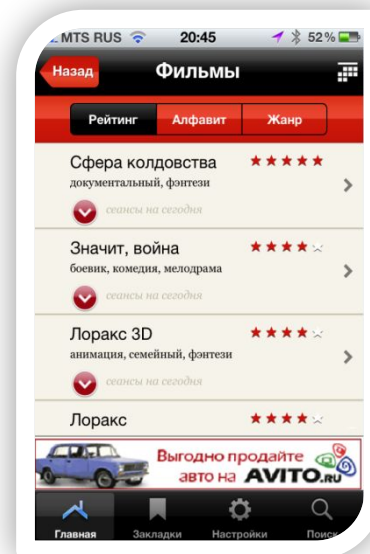 MTS RUS 20:45 52%
Назад Фильмы
Рейтинг Алфавит Жанр
Сфера колдовства
документальный, фэнтези
сеансы на сегодня
Значит, война
боевик, комедия, мелодрама
сеансы на сегодня
Лоракс 3D
анимация, семейный, фэнтези
сеансы на сегодня
Лоракс
Выгодно продайте
авто на AVITO.RU
Главная Закладки Настройки Поиск